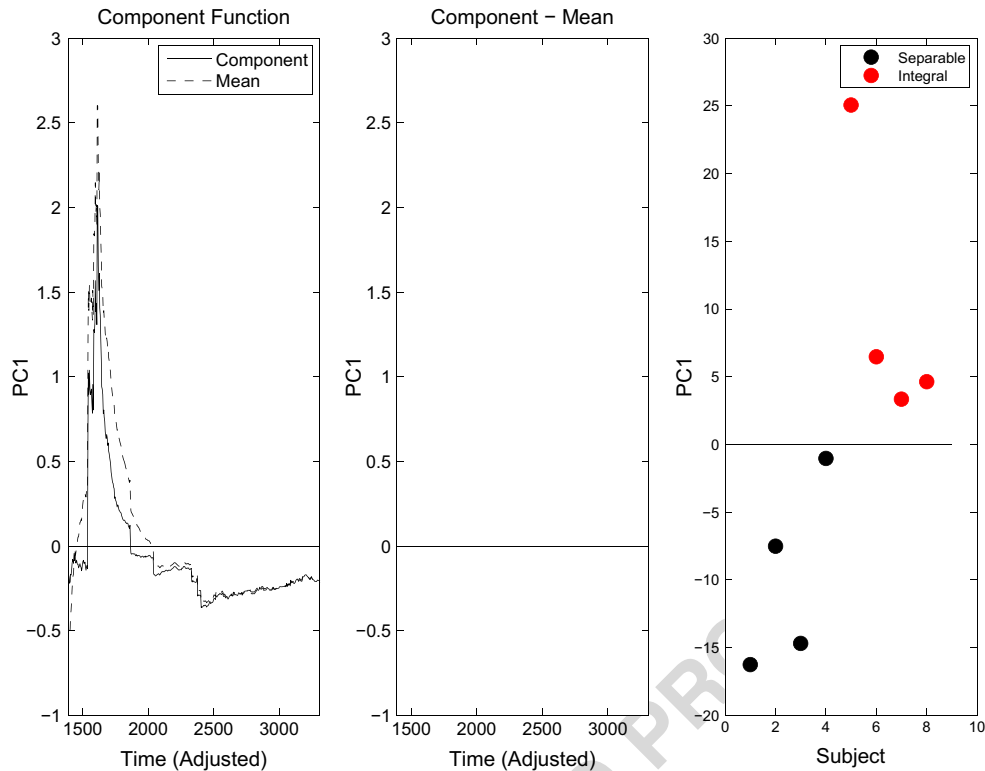 Component Function
Component
Mean
3
2.5
2
1.5
1
0.5
0
−0.5
−1
PC1
1500 2000 2500 3000
Time (Adjusted)
Component − Mean
3
2.5
2
1.5
1
0.5
0
−0.5
−1
PC1
1500 2000 2500 3000
Time (Adjusted)
Separable
Integral
30
25
20
15
10
5
0
−5
−10
−15
−20
PC1
0 2 4 6 8 10
Subject